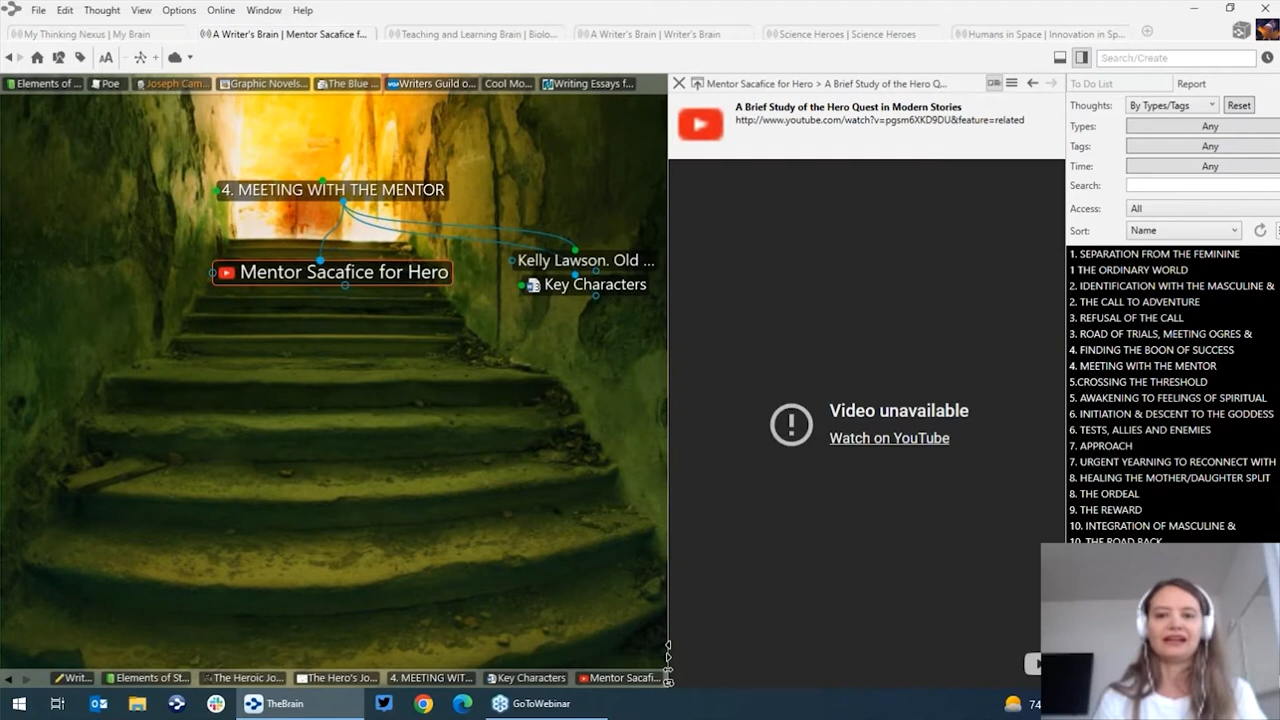 File Edit Thought View Options Online Window Help
My Thinking Nexus | My Brain
A Writer's Brain | Mentor Sacafice f...
Teaching and Learning Brain | Biolo...
A Writer's Brain | Writer's Brain
Science Heroes | Science Heroes
Humans in Space | Innovation in Sp...
AA
Search/Create
Elements of ... Poe Joseph Cam... Graphic Novels... The Blue ... Writers Guild o... Cool Mo... Writing Essays f...
4. MEETING WITH THE MENTOR
Mentor Sacafice for Hero
Kelly Lawson. Old ...
Key Characters
Mentor Sacafice for Hero > A Brief Study of the Hero Q...
A Brief Study of the Hero Quest in Modern Stories
http://www.youtube.com/watch?v=pgsm6XKD9DU&feature=related
Video unavailable
Watch on YouTube
To Do List Report
Thoughts: By Types/Tags Reset
Types: Any
Tags: Any
Time: Any
Search:
Access: All
Sort: Name
1. SEPARATION FROM THE FEMININE
1 THE ORDINARY WORLD
2. IDENTIFICATION WITH THE MASCULINE &
2. THE CALL TO ADVENTURE
3. REFUSAL OF THE CALL
3. ROAD OF TRIALS, MEETING OGRES &
4. FINDING THE BOON OF SUCCESS
4. MEETING WITH THE MENTOR
5.CROSSING THE THRESHOLD
5. AWAKENING TO FEELINGS OF SPIRITUAL
6. INITIATION & DESCENT TO THE GODDESS
6. TESTS, ALLIES AND ENEMIES
7. APPROACH
7. URGENT YEARNING TO RECONNECT WITH
8. HEALING THE MOTHER/DAUGHTER SPLIT
8. THE ORDEAL
9. THE REWARD
10. INTEGRATION OF MASCULINE &
10. THE ROAD BACK
Writ... Elements of St... The Heroic Jo... The Hero's Jo... 4. MEETING WIT... Key Characters Mentor Sacafi...
TheBrain
GoToWebinar
74